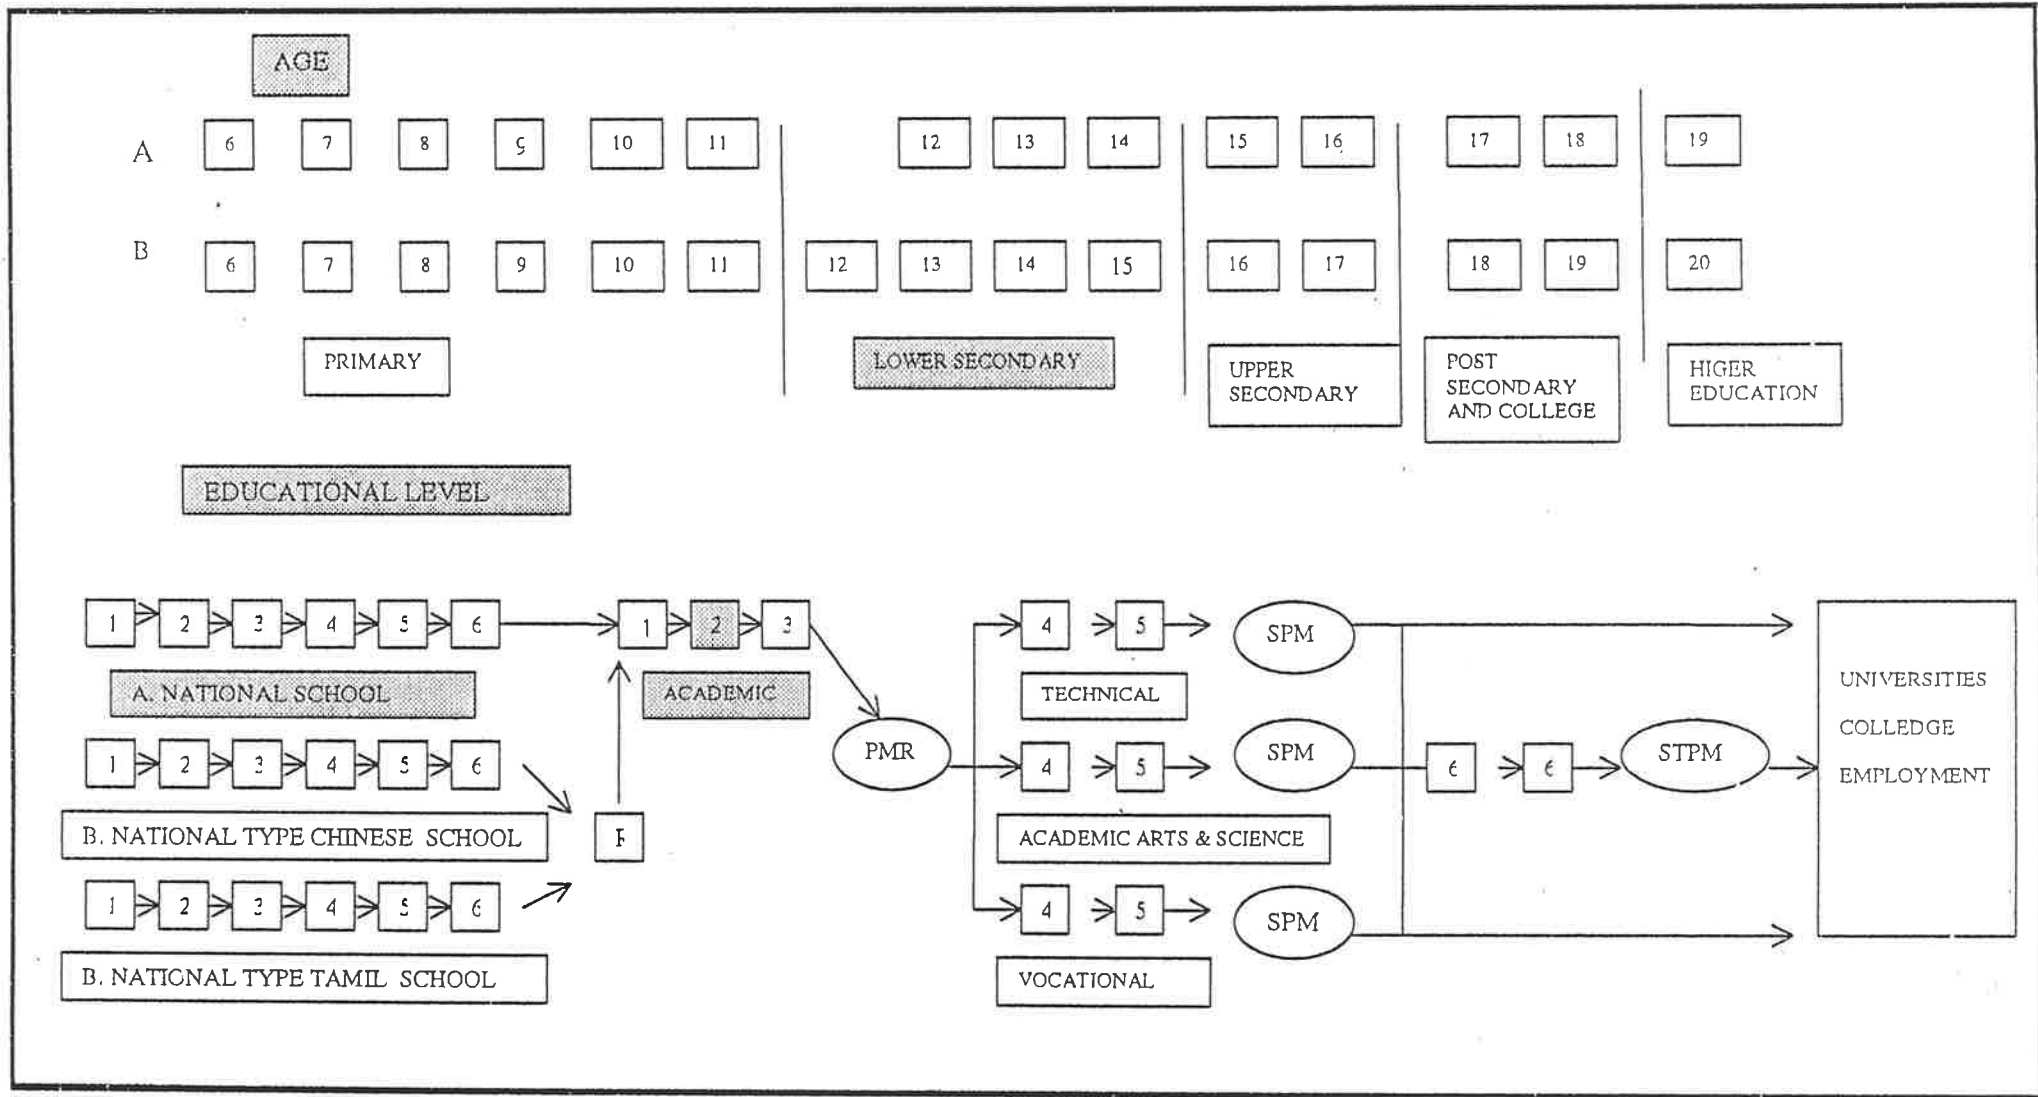 AGE
A 6 7 8 9 10 11 12 13 14 15 16 17 18 19
B 6 7 8 9 10 11 12 13 14 15 16 17 18 19 20
PRIMARY
LOWER SECONDARY
UPPER
SECONDARY
POST
SECONDARY
AND COLLEGE
HIGER
EDUCATION
EDUCATIONAL LEVEL
1 2 3 4 5 6 1 2 3 4 5 SPM
A. NATIONAL SCHOOL
ACADEMIC
TECHNICAL
1 2 3 4 5 6 PMR 4 5 SPM 6 6 STPM
UNIVERSITIES
COLLEDGE
EMPLOYMENT
B. NATIONAL TYPE CHINESE SCHOOL
ACADEMIC ARTS & SCIENCE
1 2 3 4 5 6 4 5 SPM
B. NATIONAL TYPE TAMIL SCHOOL
VOCATIONAL